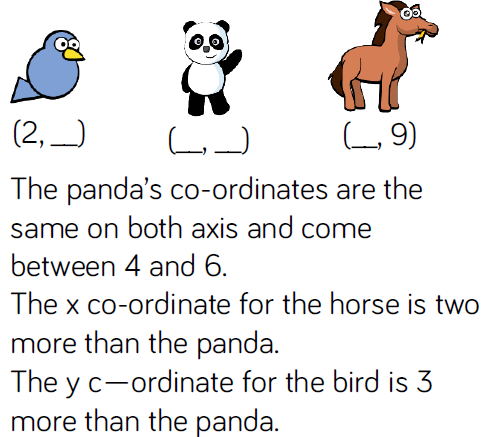 (2, __) (__, __) (__, 9)
The panda's co-ordinates are the
same on both axis and come
between 4 and 6.
The x co-ordinate for the horse is two
more than the panda.
The y c—ordinate for the bird is 3
more than the panda.